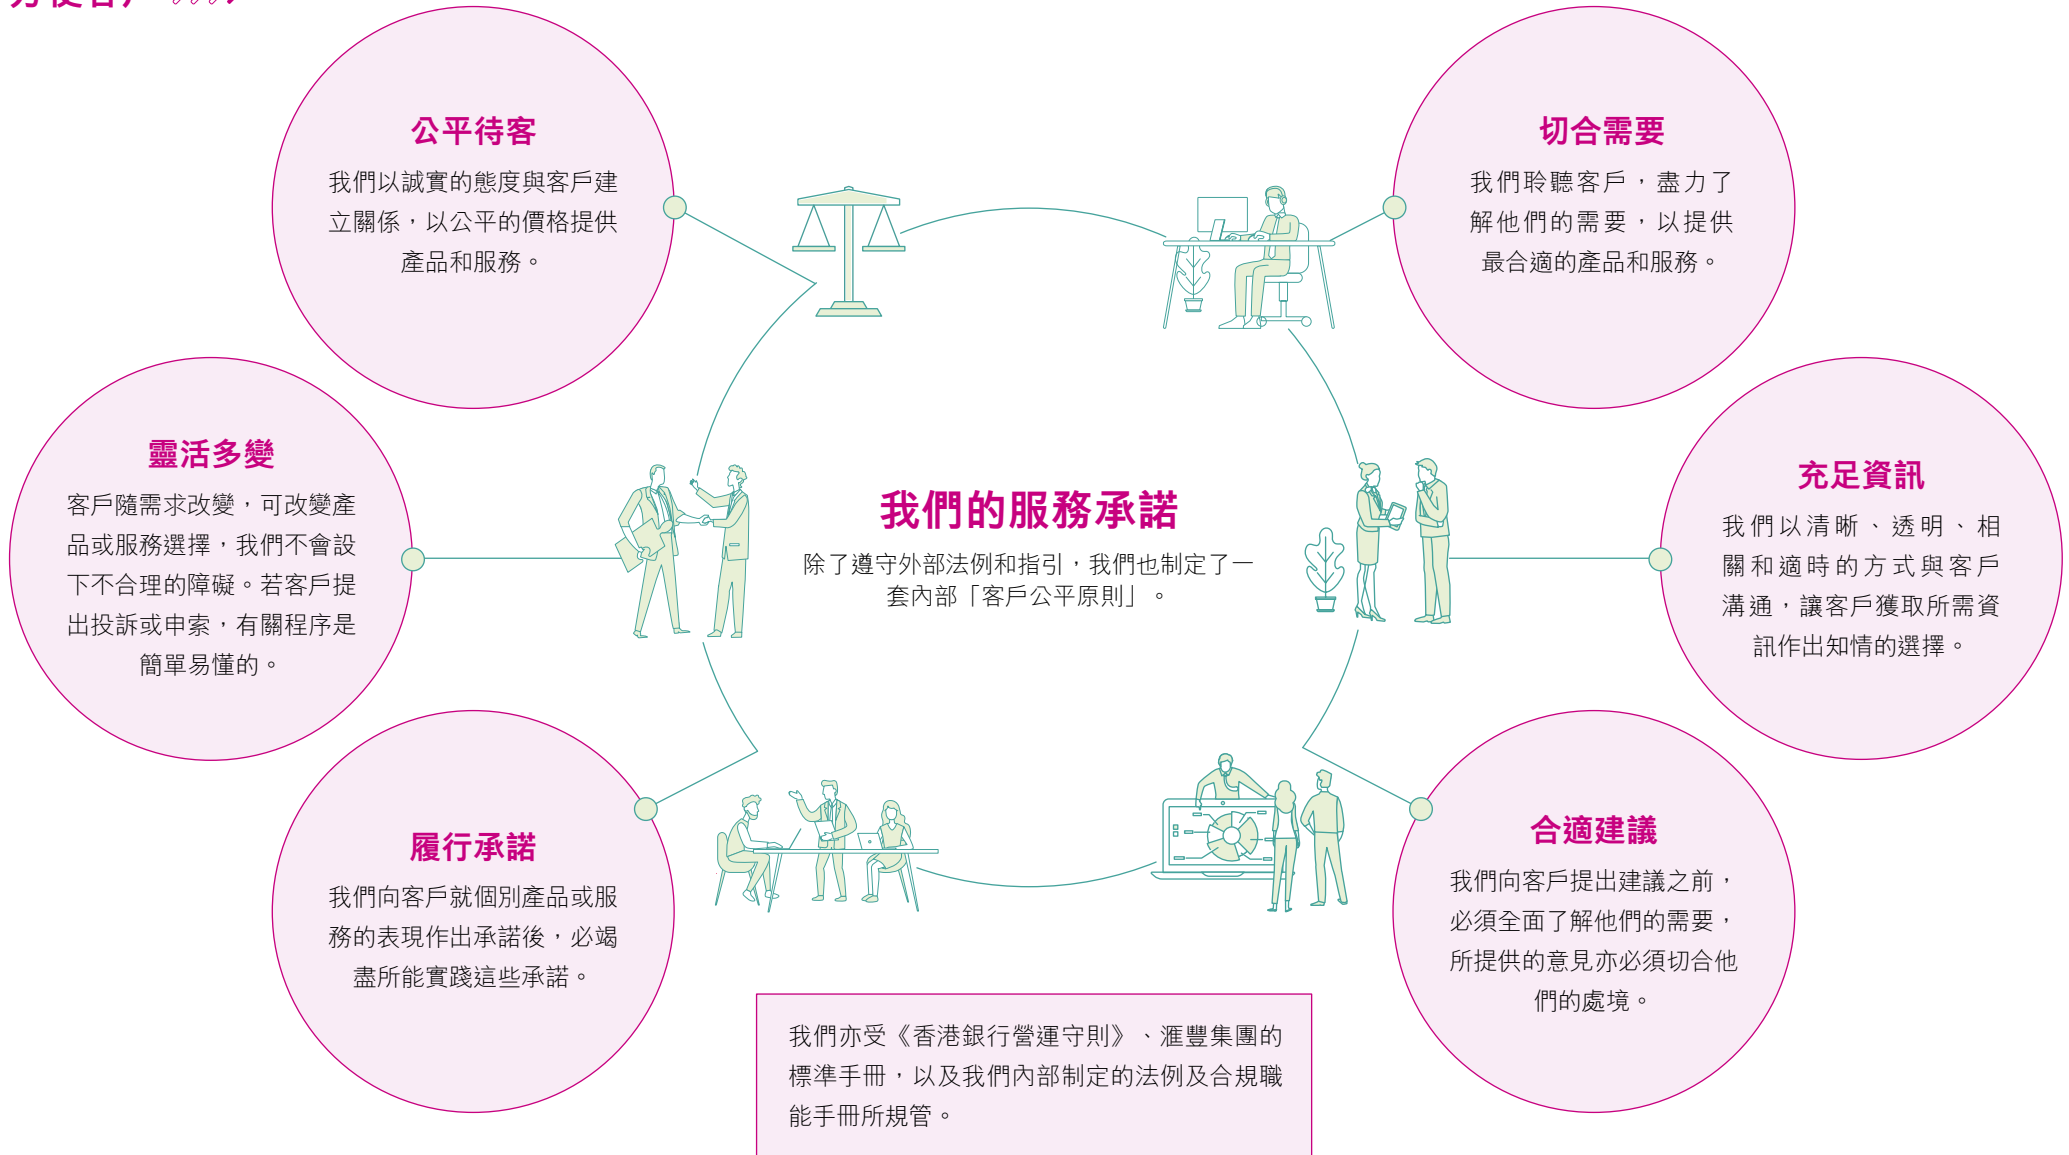 公平待客
我們以誠實的態度與客戶建
立關係，以公平的價格提供
產品和服務。
切合需要
我們聆聽客戶，盡力了
解他們的需要，以提供
最合適的產品和服務。
靈活多變
客戶隨需求改變，可改變產
品或服務選擇，我們不會設
下不合理的障礙。若客戶提
出投訴或申索，有關程序是
簡單易懂的。
我們的服務承諾
除了遵守外部法例和指引，我們也制定了一
套內部「客戶公平原則」。
充足資訊
我們以清晰、透明、相
關和適時的方式與客戶
溝通，讓客戶獲取所需資
訊作出知情的選擇。
履行承諾
我們向客戶就個別產品或服
務的表現作出承諾後，必竭
盡所能實踐這些承諾。
合適建議
我們向客戶提出建議之前，
必須全面了解他們的需要，
所提供的意見亦必須切合他
們的處境。
我們亦受《香港銀行營運守則》、滙豐集團的
標準手冊，以及我們內部制定的法例及合規職
能手冊所規管。